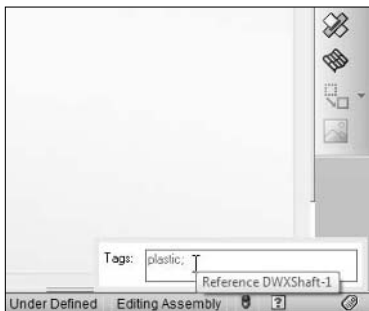 Tags: plastic;
Reference DWXShaft-1
Under Defined Editing Assembly ?